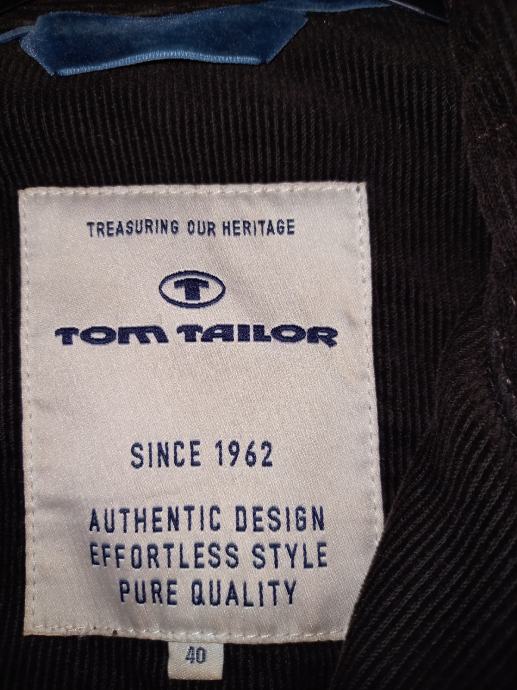 TREASURING OUR HERITAGE
T
TOM TAILOR
SINCE 1962
AUTHENTIC DESIGN
EFFORTLESS STYLE
PURE QUALITY
40